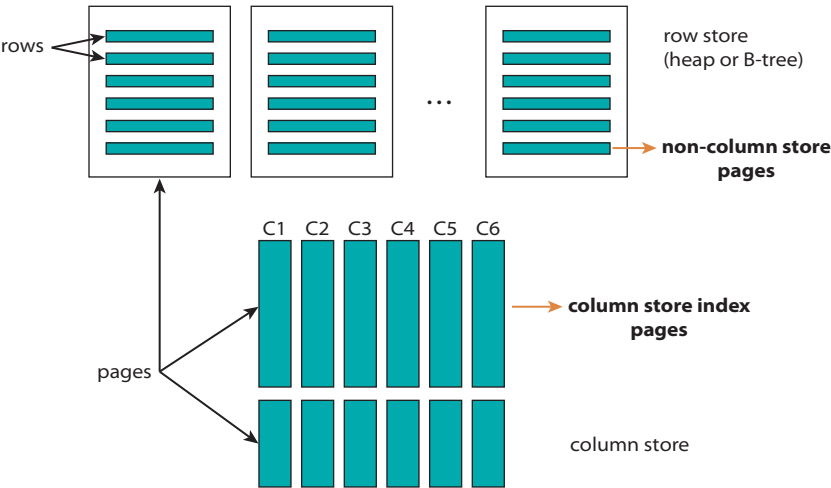 rows
row store
(heap or B-tree)
...
non-column store
pages
C1 C2 C3 C4 C5 C6
column store index
pages
pages
column store